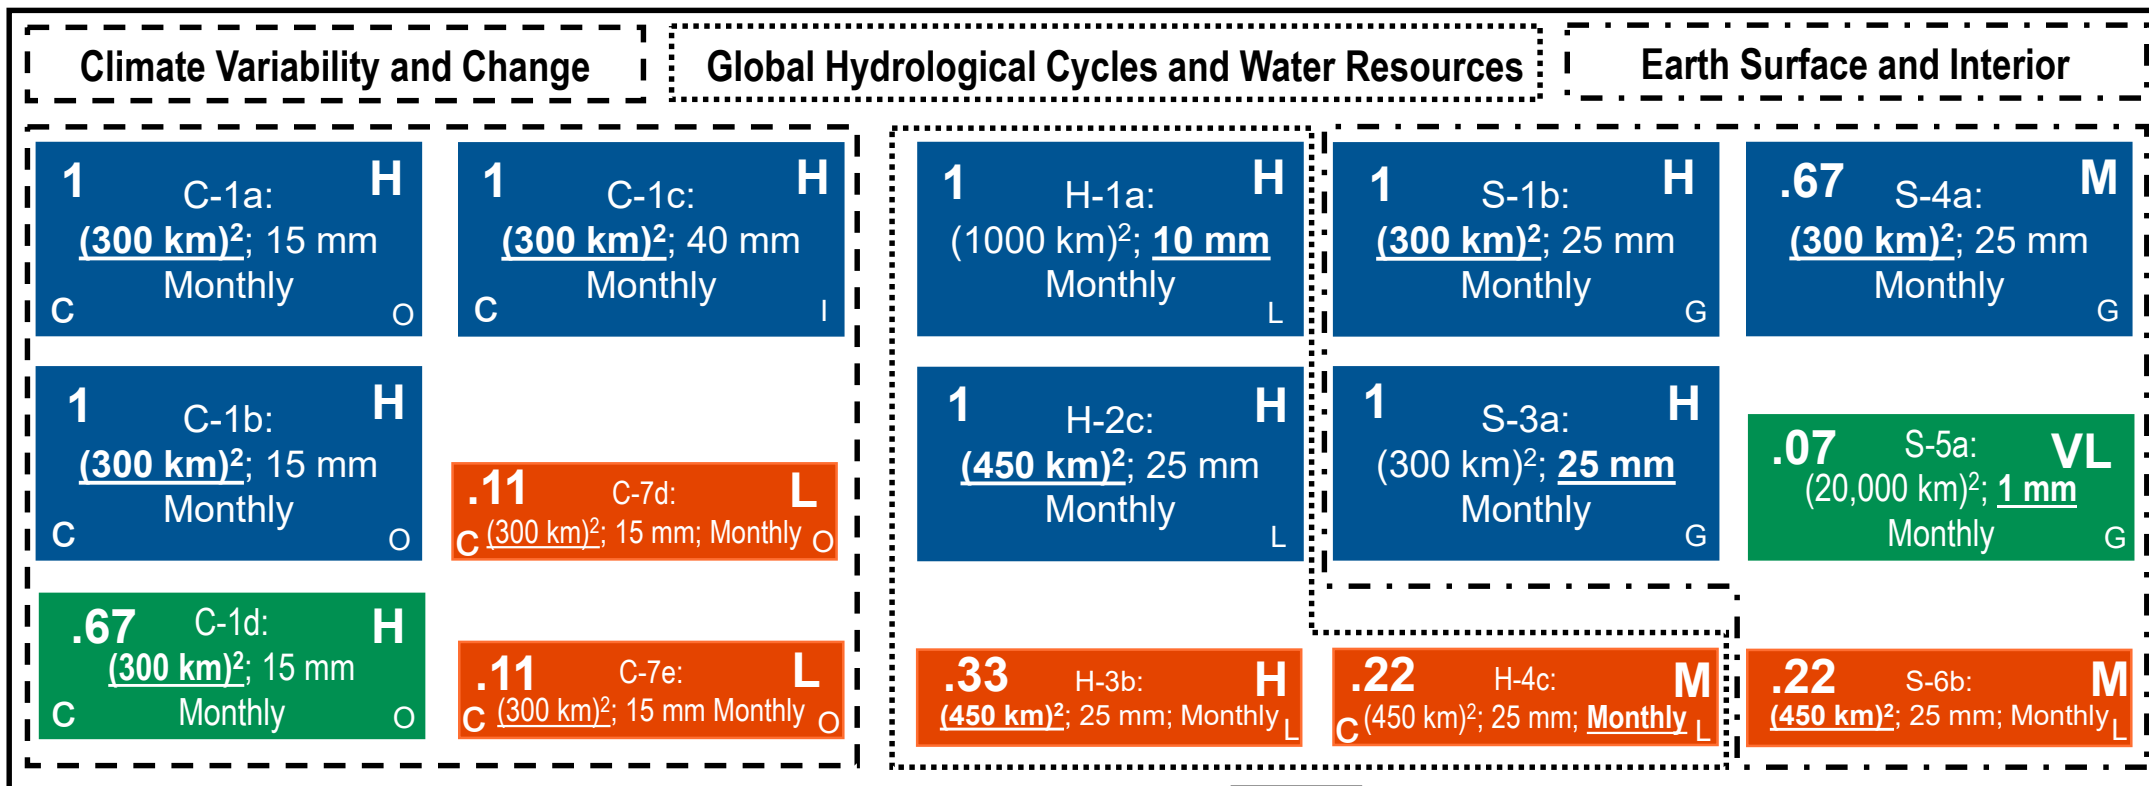 Climate Variability and Change
Global Hydrological Cycles and Water Resources
Earth Surface and Interior
1 H
C-1a:
(300 km)²; 15 mm
Monthly
C O
1 H
C-1c:
(300 km)²; 40 mm
Monthly
C I
1 H
H-1a:
(1000 km)²; 10 mm
Monthly
L
1 H
S-1b:
(300 km)²; 25 mm
Monthly
G
.67 M
S-4a:
(300 km)²; 25 mm
Monthly
G
1 H
C-1b:
(300 km)²; 15 mm
Monthly
C O
.11 C-7d: L
C (300 km)²; 15 mm; Monthly O
1 H
H-2c:
(450 km)²; 25 mm
Monthly
L
1 H
S-3a:
(300 km)²; 25 mm
Monthly
G
.07 S-5a: VL
(20,000 km)²; 1 mm
Monthly G
.67 C-1d: H
(300 km)²; 15 mm
C Monthly O
.11 C-7e: L
C (300 km)²; 15 mm Monthly O
.33 H-3b: H
(450 km)²; 25 mm; Monthly L
.22 H-4c: M
C (450 km)²; 25 mm; Monthly L
.22 S-6b: M
(450 km)²; 25 mm; Monthly L